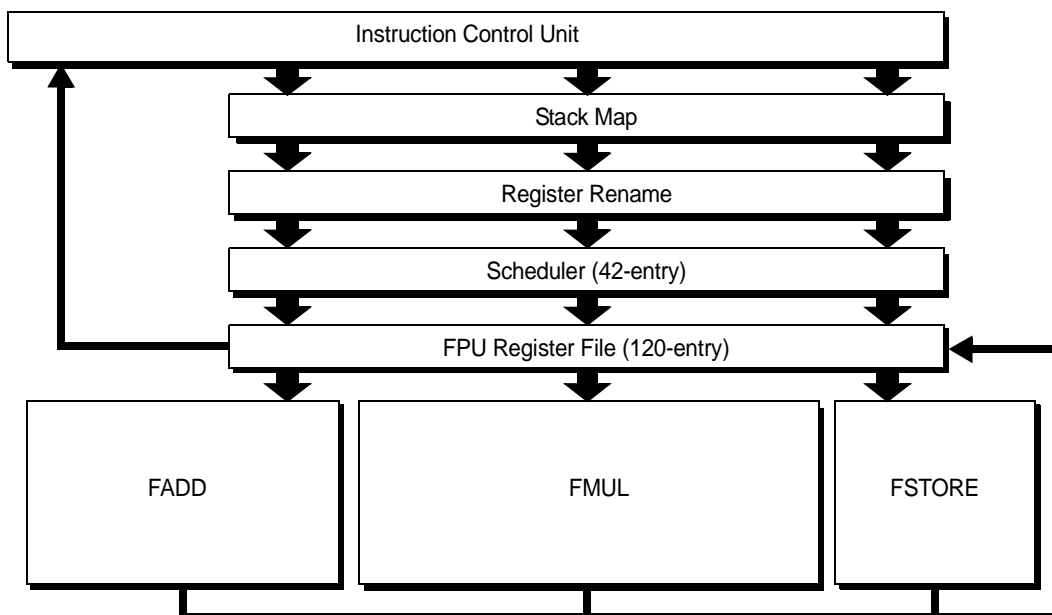 Instruction Control Unit
Stack Map
Register Rename
Scheduler (42-entry)
FPU Register File (120-entry)
FADD
FMUL
FSTORE